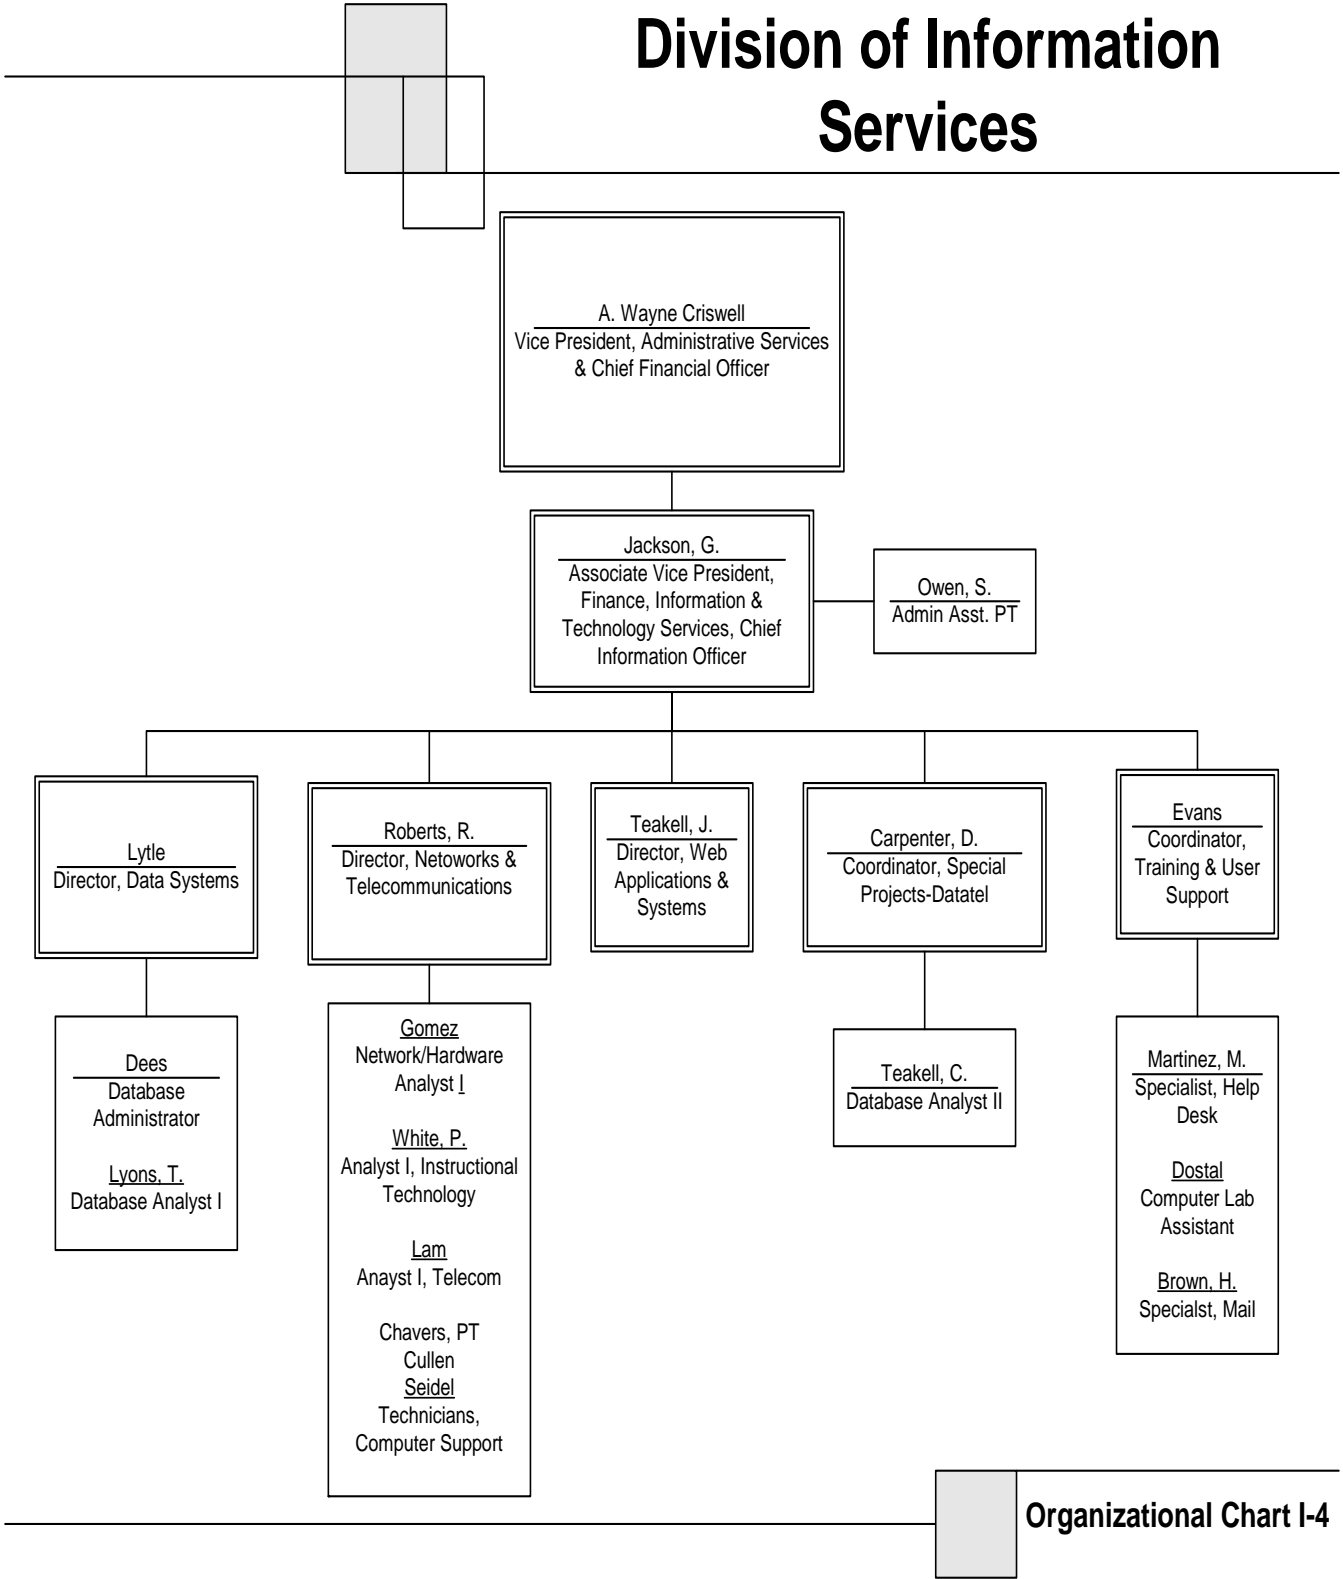 Division of Information
Services
A. Wayne Criswell
Vice President, Administrative Services
& Chief Financial Officer
Jackson, G.
Associate Vice President,
Finance, Information &
Technology Services, Chief
Information Officer
Owen, S.
Admin Asst. PT
Lytle
Director, Data Systems
Roberts, R.
Director, Netoworks &
Telecommunications
Teakell, J.
Director, Web
Applications &
Systems
Carpenter, D.
Coordinator, Special
Projects-Datatel
Evans
Coordinator,
Training & User
Support
Dees
Database
Administrator
Lyons, T.
Database Analyst I
Gomez
Network/Hardware
Analyst I
White, P.
Analyst I, Instructional
Technology
Lam
Anayst I, Telecom
Chavers, PT
Cullen
Seidel
Technicians,
Computer Support
Teakell, C.
Database Analyst II
Martinez, M.
Specialist, Help
Desk
Dostal
Computer Lab
Assistant
Brown, H.
Specialst, Mail
Organizational Chart I-4